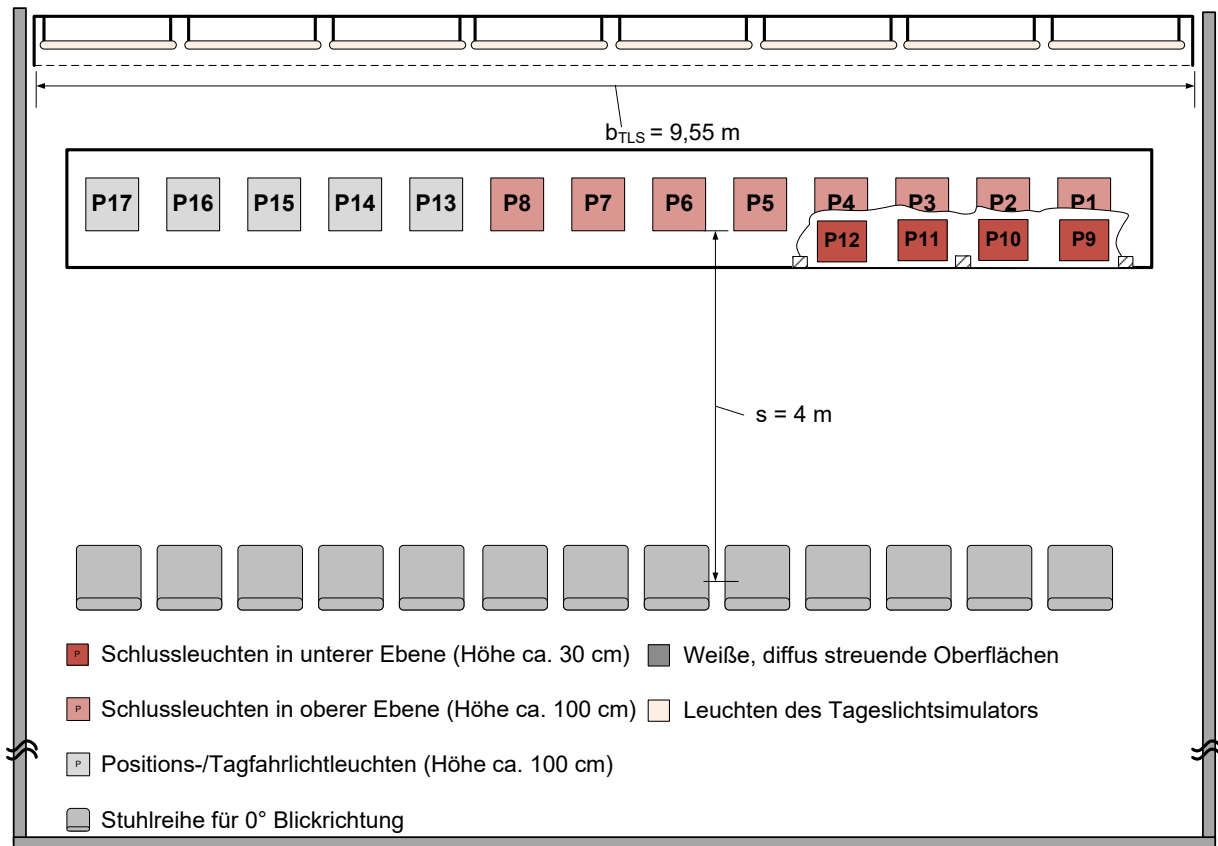 b_TLS = 9,55 m
P17 P16 P15 P14 P13 P8 P7 P6 P5 P4 P3 P2 P1
P12 P11 P10 P9
s = 4 m
P Schlussleuchten in unterer Ebene (Höhe ca. 30 cm) Weiße, diffus streuende Oberflächen
P Schlussleuchten in oberer Ebene (Höhe ca. 100 cm) Leuchten des Tageslichtsimulators
P Positions-/Tagfahrlichtleuchten (Höhe ca. 100 cm)
Stuhlreihe für 0° Blickrichtung